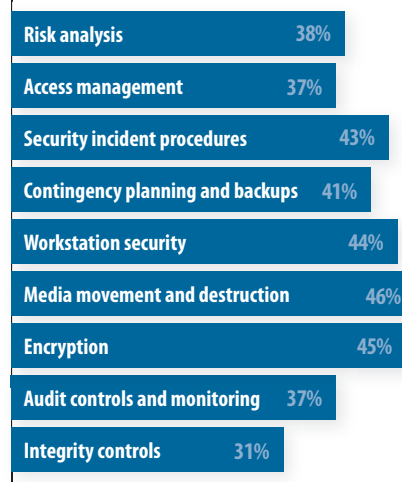 Risk analysis 38%
Access management 37%
Security incident procedures 43%
Contingency planning and backups 41%
Workstation security 44%
Media movement and destruction 46%
Encryption 45%
Audit controls and monitoring 37%
Integrity controls 31%